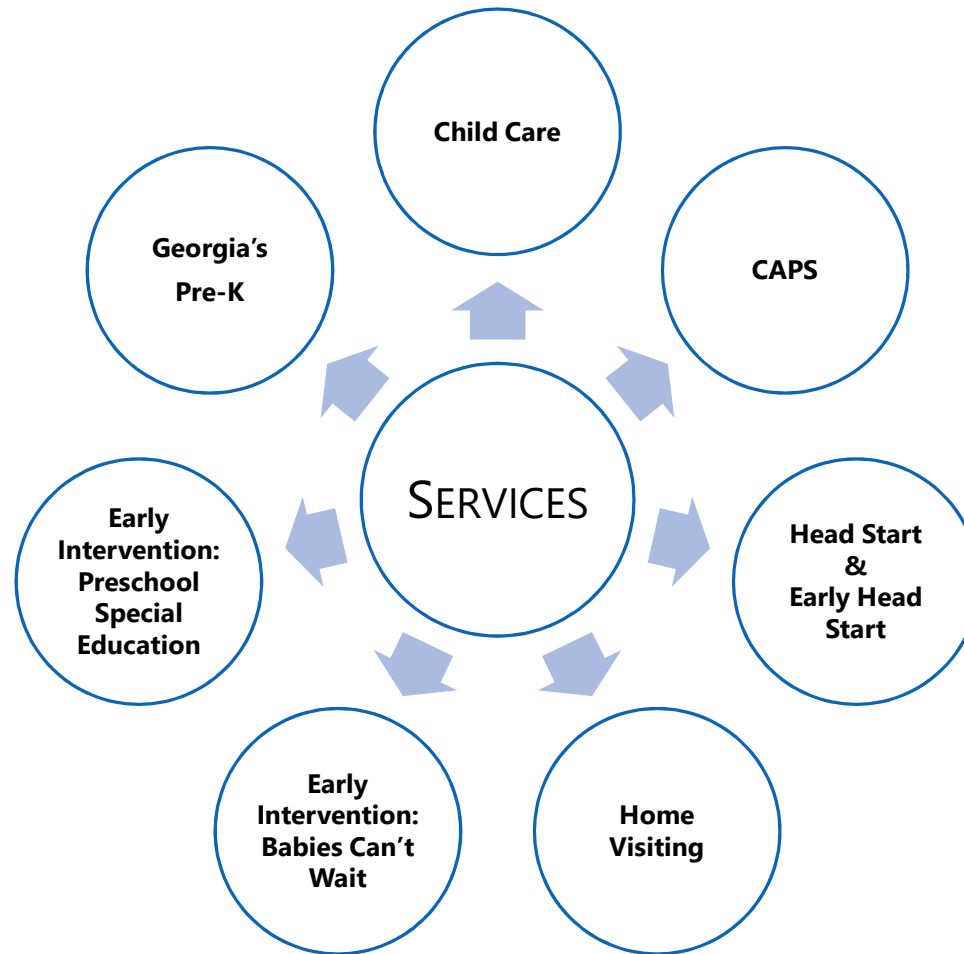 Child Care
Georgia’s
Pre-K
CAPS
SERVICES
Early
Intervention:
Preschool
Special
Education
Head Start
&
Early Head
Start
Early
Intervention:
Babies Can’t
Wait
Home
Visiting